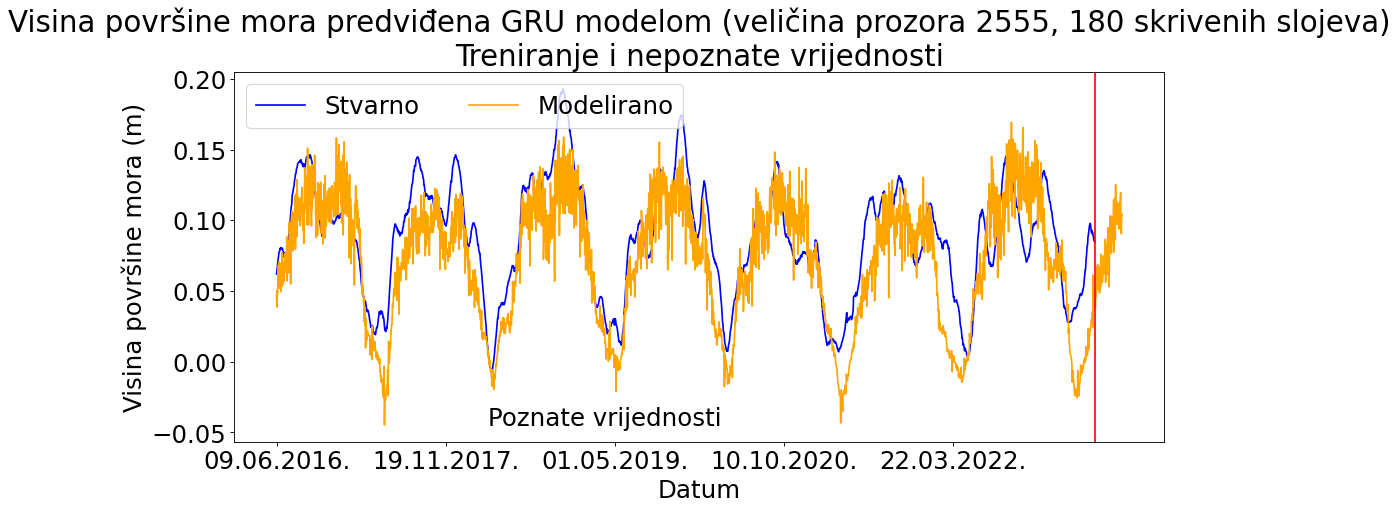 Visina površine mora predviđena GRU modelom (veličina prozora 2555, 180 skrivenih slojeva)
Treniranje i nepoznate vrijednosti
Stvarno
Modelirano
Visina površine mora (m)
0.20
0.15
0.10
0.05
0.00
−0.05
Poznate vrijednosti
09.06.2016.
19.11.2017.
01.05.2019.
10.10.2020.
22.03.2022.
Datum